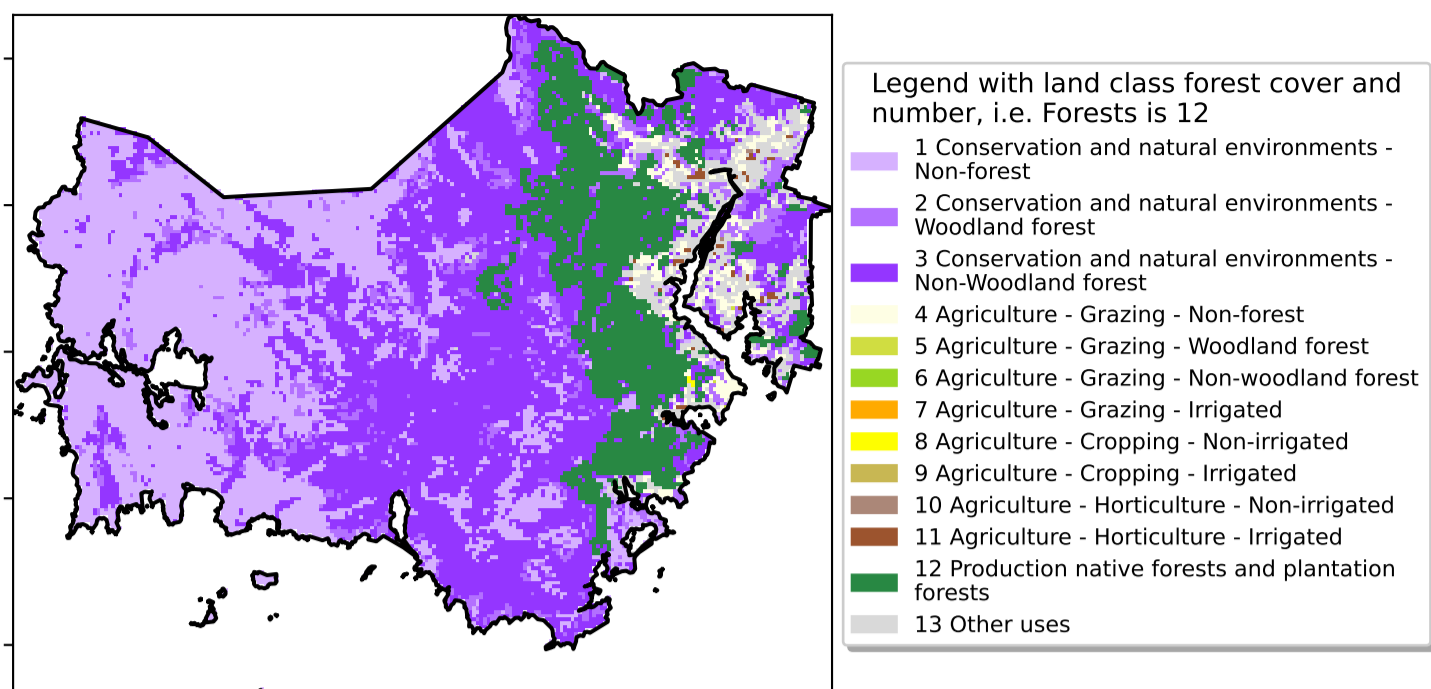 Legend with land class forest cover and
number, i.e. Forests is 12
1 Conservation and natural environments -
Non-forest
2 Conservation and natural environments -
Woodland forest
3 Conservation and natural environments -
Non-Woodland forest
4 Agriculture - Grazing - Non-forest
5 Agriculture - Grazing - Woodland forest
6 Agriculture - Grazing - Non-woodland forest
7 Agriculture - Grazing - Irrigated
8 Agriculture - Cropping - Non-irrigated
9 Agriculture - Cropping - Irrigated
10 Agriculture - Horticulture - Non-irrigated
11 Agriculture - Horticulture - Irrigated
12 Production native forests and plantation
forests
13 Other uses